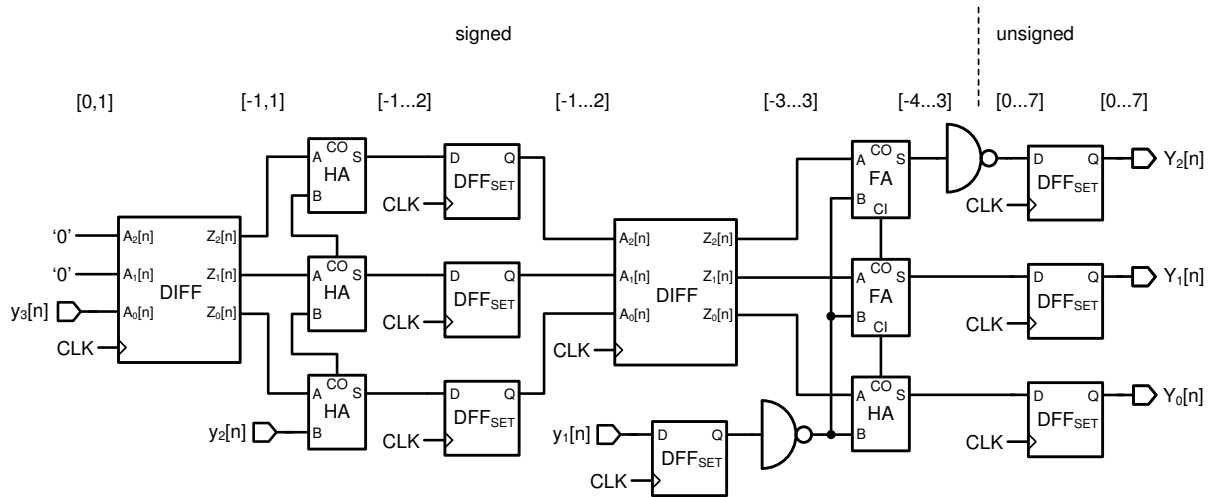 signed
unsigned
[0,1]
[-1,1]
[-1...2]
[-1...2]
[-3...3]
[-4...3]
[0...7]
[0...7]
A CO S
HA
B
D Q
DFFSET
CLK
A CO S
FA
B
CI
D Q
DFFSET
CLK
Y2[n]
'0'
'0'
y3[n]
CLK
A2[n] Z2[n]
A1[n] Z1[n]
DIFF
A0[n] Z0[n]
A CO S
HA
B
D Q
DFFSET
CLK
A2[n] Z2[n]
A1[n] Z1[n]
DIFF
A0[n] Z0[n]
CLK
A CO S
FA
B
CI
D Q
DFFSET
CLK
Y1[n]
A CO S
HA
B
y2[n]
D Q
DFFSET
CLK
y1[n]
D Q
DFFSET
CLK
A CO S
HA
B
D Q
DFFSET
CLK
Y0[n]